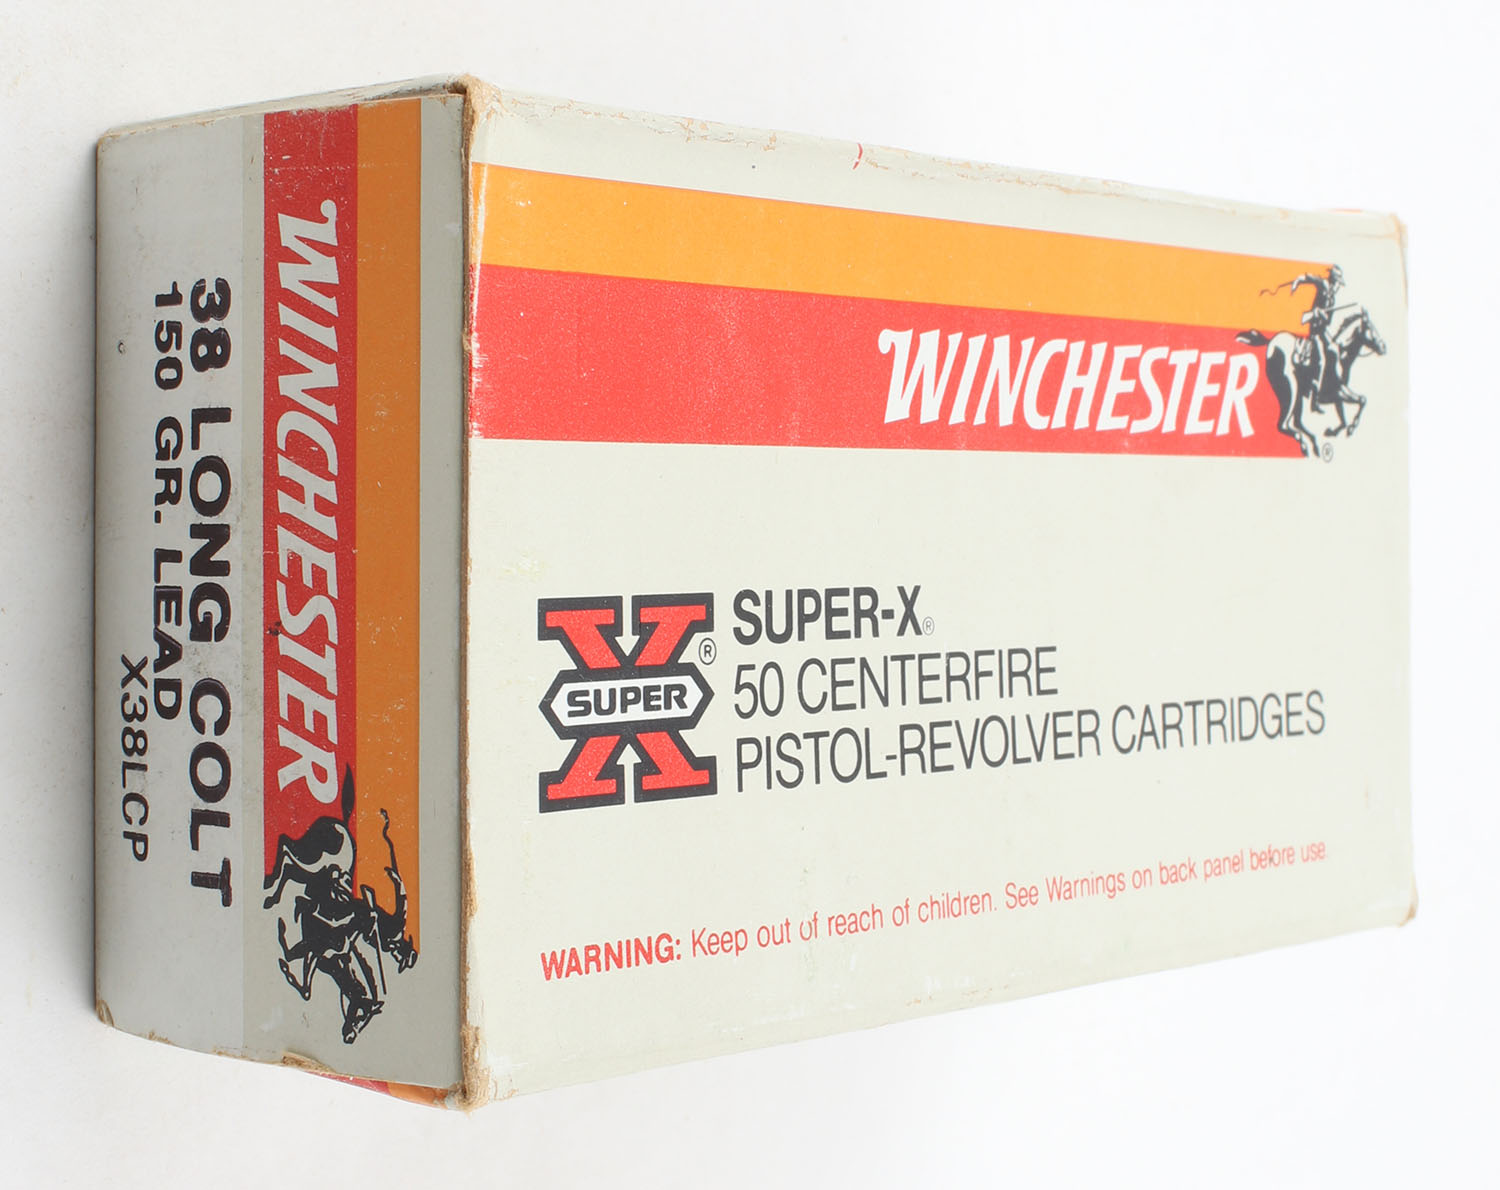 WINCHESTER
®
SUPER
®
SUPER-X®
50 CENTERFIRE
PISTOL-REVOLVER CARTRIDGES
WARNING: Keep out of reach of children. See Warnings on back panel before use.
WINCHESTER
38 LONG COLT
150 GR. LEAD
X38LCP